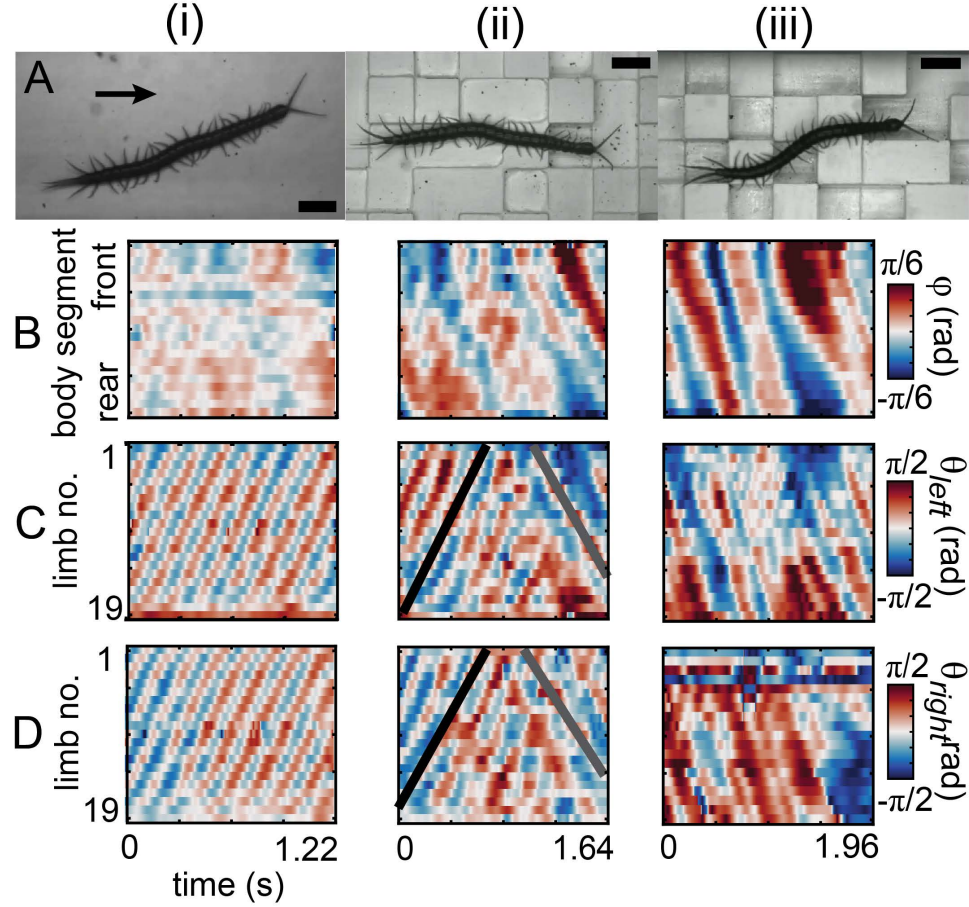 (i) (ii) (iii)
A
B
body segment
front
rear
π/6
φ (rad)
-π/6
C
limb no.
1
19
π/2
θleft (rad)
-π/2
D
limb no.
1
19
π/2
θright rad)
-π/2
0 1.22 0 1.64 0 1.96
time (s)